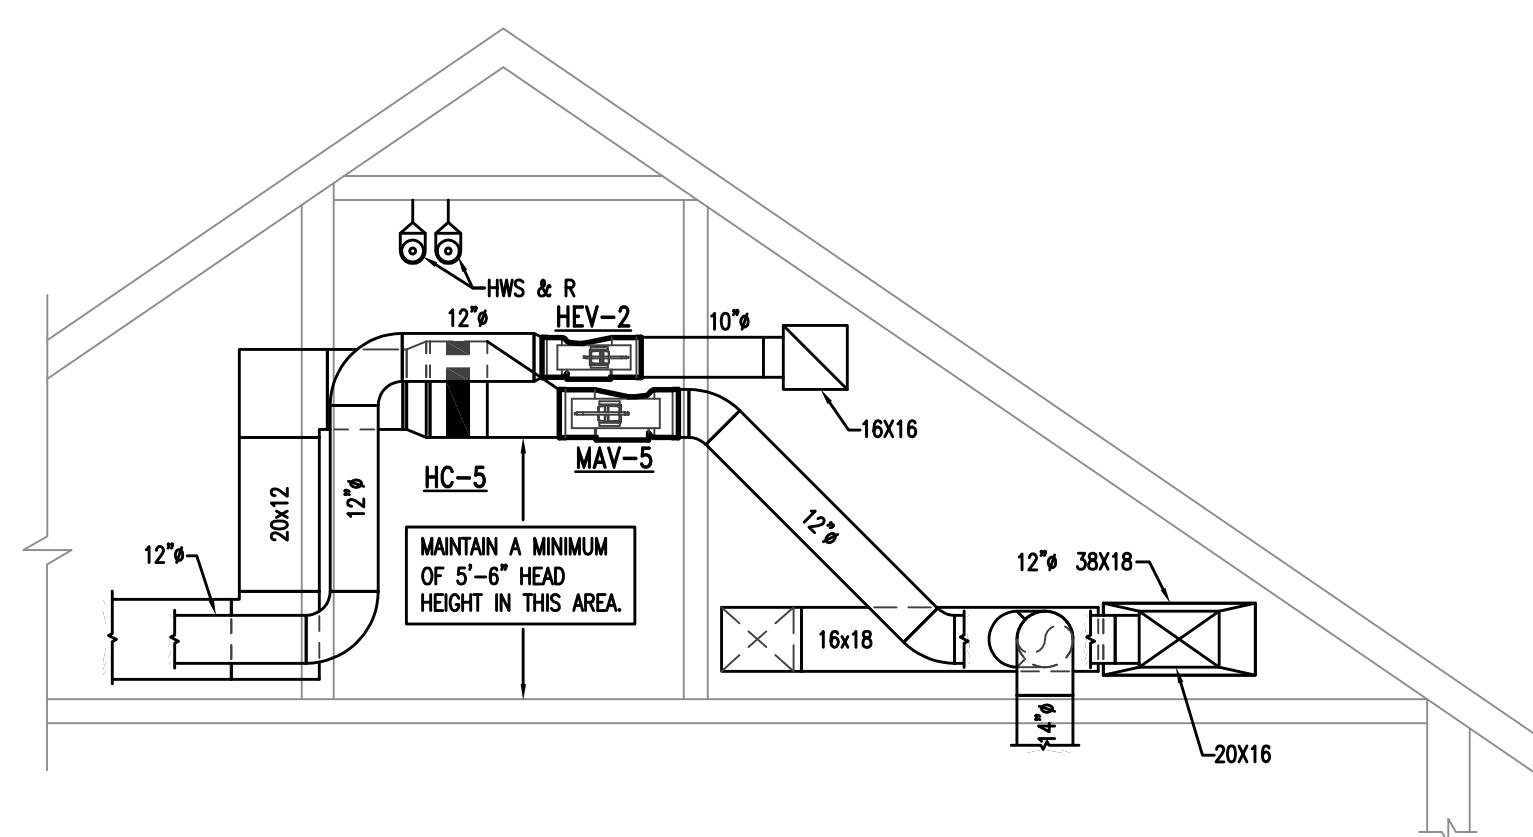 HWS & R
12"ø
HEV-2
10"ø
16X16
MAV-5
HC-5
20x12
12"ø
12"ø
MAINTAIN A MINIMUM
OF 5'-6" HEAD
HEIGHT IN THIS AREA.
12"ø
12"ø 38X18
16x18
14"ø
20X16